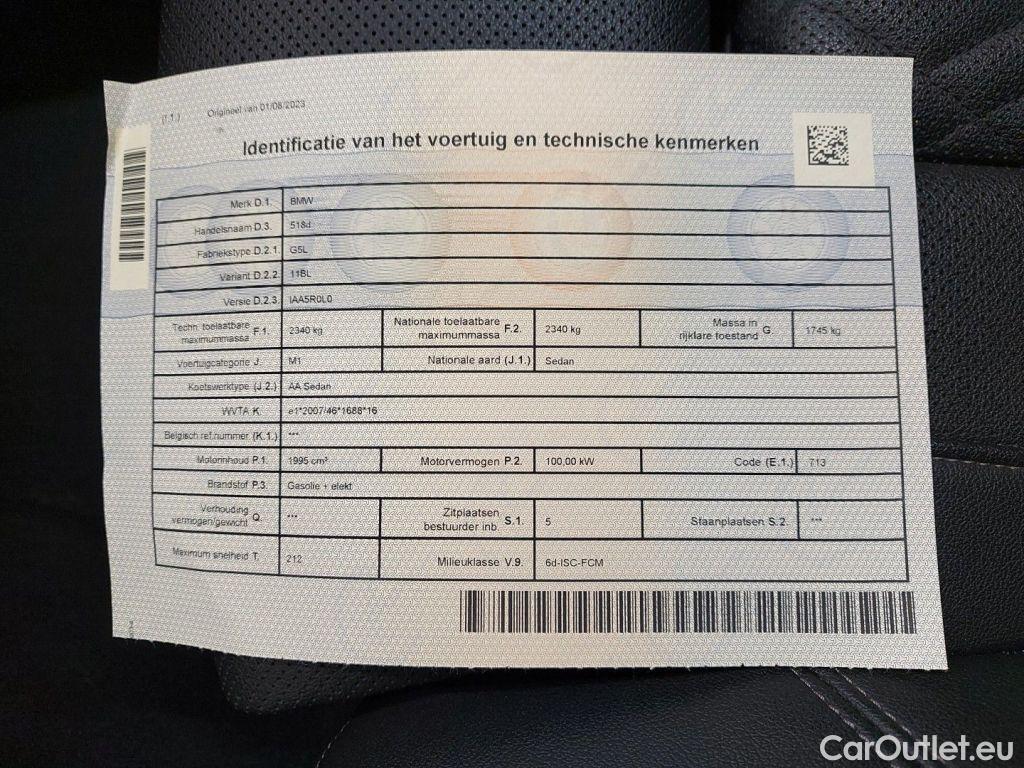 (I.1.) Origineel van 01/08/2023
Identificatie van het voertuig en technische kenmerken
Merk D.1. BMW
Handelsnaam D.3. 518d
Fabriekstype D.2.1. G5L
Variant D.2.2. 11BL
Versie D.2.3. IAA5R0L0
Techn. toelaatbare maximummassa F.1. 2340 kg Nationale toelaatbare maximummassa F.2. 2340 kg Massa in rijklare toestand G. 1745 kg
Voertuigcategorie J. M1 Nationale aard (J.1.) Sedan
Koetswerktype (J.2.) AA Sedan
WVTA K. e1*2007/46*1688*16
Belgisch ref.nummer (K.1.) ***
Motorinhoud P.1. 1995 cm³ Motorvermogen P.2. 100,00 kW Code (E.1.) 713
Brandstof P.3. Gasolie + elekt
Verhouding vermogen/gewicht Q. *** Zitplaatsen bestuurder inb. S.1. 5 Staanplaatsen S.2. ***
Maximum snelheid T. 212 Milieuklasse V.9. 6d-ISC-FCM
CarOutlet.eu